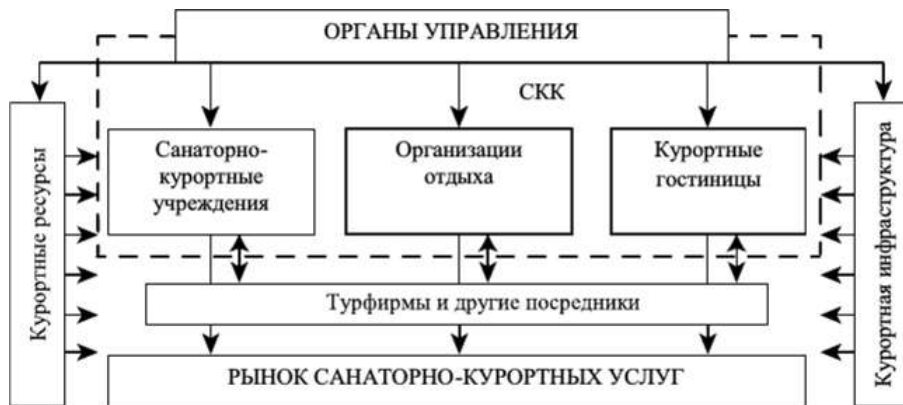 ОРГАНЫ УПРАВЛЕНИЯ
СКК
Санаторно-
курортные
учреждения
Организации
отдыха
Курортные
гостиницы
Курортные ресурсы
Курортная инфраструктура
Турфирмы и другие посредники
РЫНОК САНАТОРНО-КУРОРТНЫХ УСЛУГ